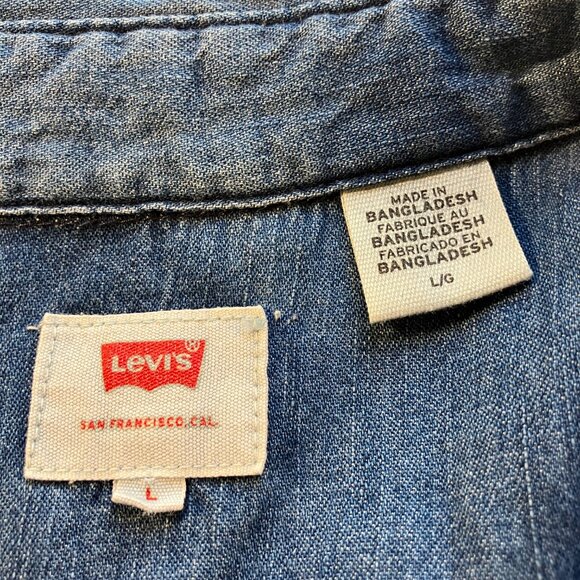 MADE IN
BANGLADESH
FABRIQUE AU
BANGLADESH
FABRICADO EN
BANGLADESH
L/G
Levi's®
SAN FRANCISCO, CAL.
L